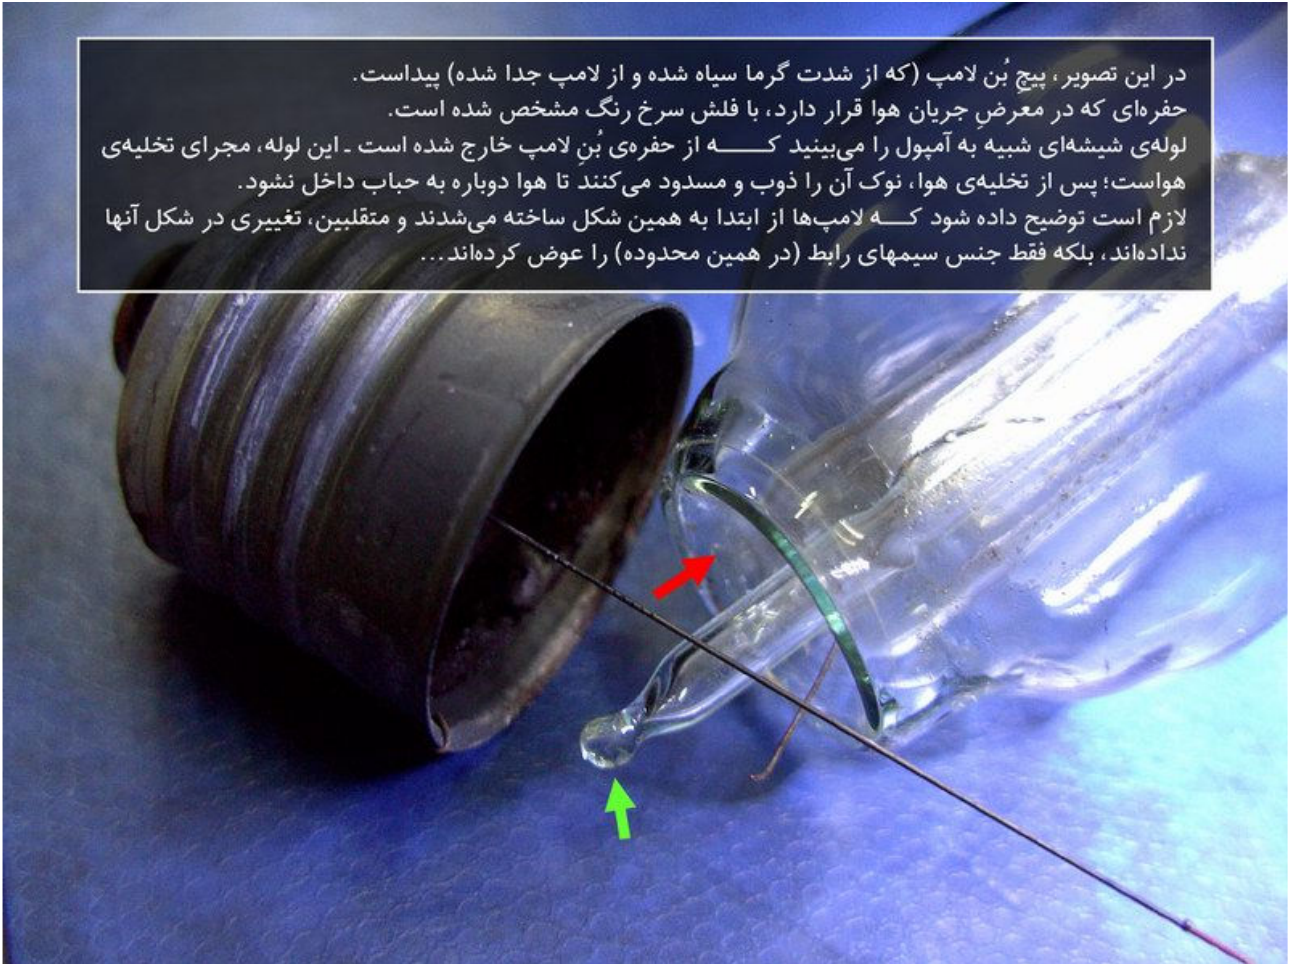 در این تصویر، پیچِ بُن لامپ (که از شدت گرما سیاه شده و از لامپ جدا شده) پیداست.
حفره‌ای که در معرضِ جریان هوا قرار دارد، با فلش سرخ رنگ مشخص شده است.
لوله‌ی شیشه‌ای شبیه به آمپول را می‌بینید کـــــه از حفره‌ی بُنِ لامپ خارج شده است ـ این لوله، مجرای تخلیه‌ی
هواست؛ پس از تخلیه‌ی هوا، نوک آن را ذوب و مسدود می‌کنند تا هوا دوباره به حباب داخل نشود.
لازم است توضیح داده شود کـــه لامپ‌ها از ابتدا به همین شکل ساخته می‌شدند و متقلبین، تغییری در شکل آنها
نداده‌اند، بلکه فقط جنس سیمهای رابط (در همین محدوده) را عوض کرده‌اند...